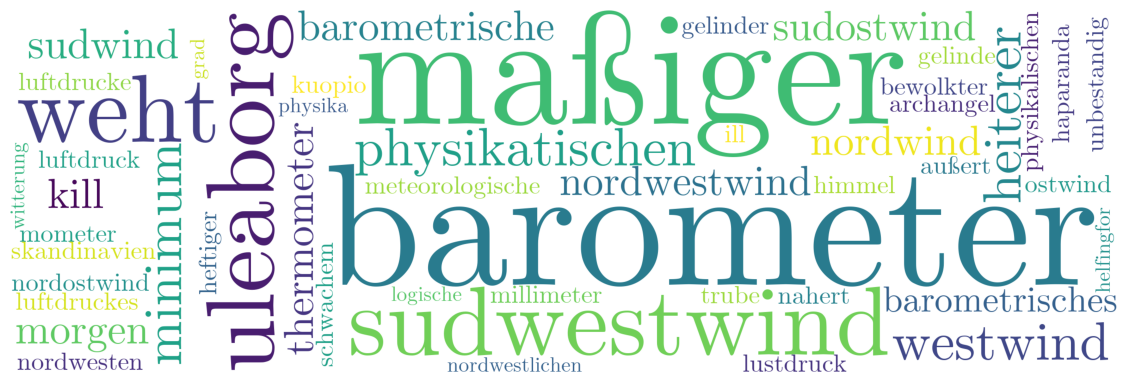 barometrische
gelinder
sudostwind
sudwind
grad
gelinde
luftdrucke
kuopio
maßiger
bewolkter
weht
physika
archangel
uleaborg
ill
nordwind
heiterer
physikalischen
haparanda
unbestandig
witterung
luftdruck
physikatischen
außert
kill
thermometer
meteorologische
nordwestwind
himmel
ostwind
mometer
minimum
heftiger
barometer
skandinavien
helfingfor
nordostwind
schwachem
logische
millimeter
trube
nahert
barometrisches
luftdruckes
sudwestwind
morgen
westwind
nordwesten
nordwestlichen
lustdruck